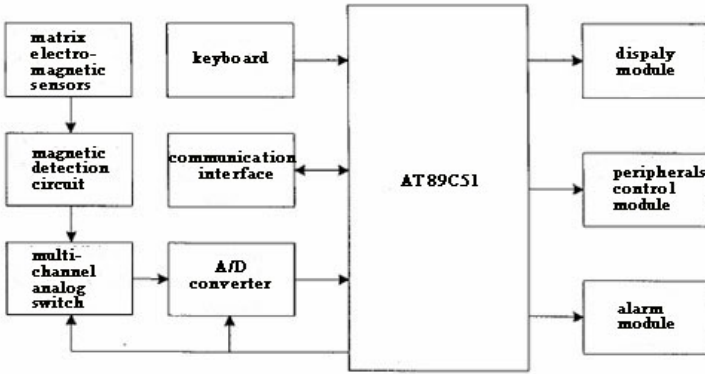 matrix
electro-
magnetic
sensors
keyboard
dispaly
module
magnetic
detection
circuit
communication
interface
AT89C51
peripherals
control
module
multi-
channel
analog
switch
A/D
converter
alarm
module